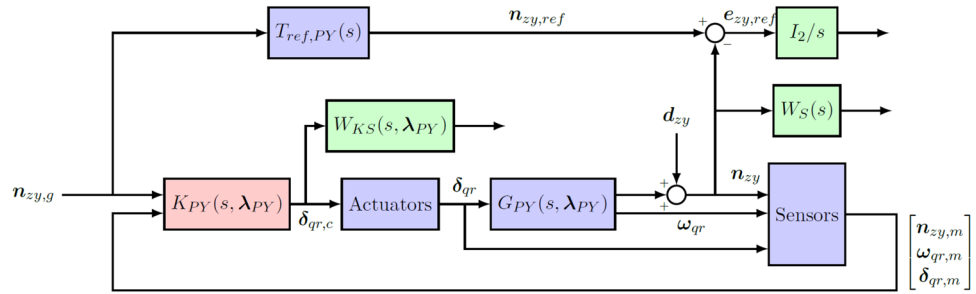 n_{zy,ref}
e_{zy,ref}
T_{ref,PY}(s)
+
−
I_2/s
W_{KS}(s, λ_{PY})
W_S(s)
d_{zy}
n_{zy,g}
K_{PY}(s, λ_{PY})
δ_{qr,c}
Actuators
δ_{qr}
G_{PY}(s, λ_{PY})
+
+
ω_{qr}
n_{zy}
Sensors
n_{zy,m}
ω_{qr,m}
δ_{qr,m}